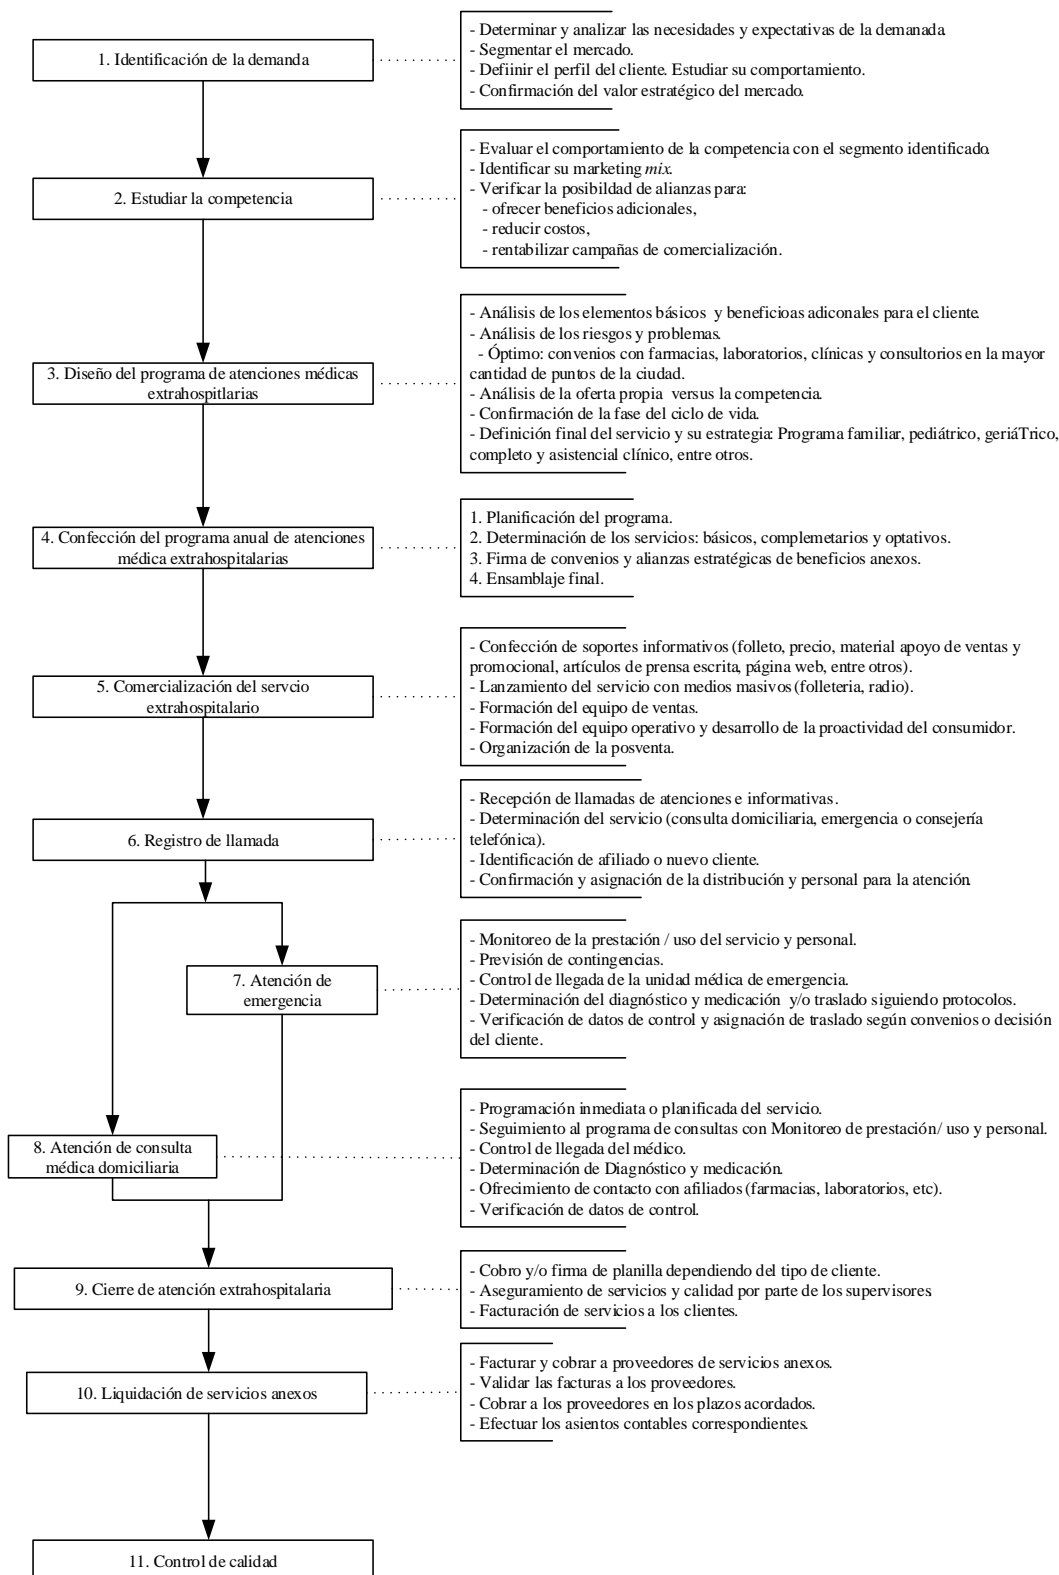 1. Identificación de la demanda
- Determinar y analizar las necesidades y expectativas de la demanada.
- Segmentar el mercado.
- Defiinir el perfil del cliente. Estudiar su comportamiento.
- Confirmación del valor estratégico del mercado.
2. Estudiar la competencia
- Evaluar el comportamiento de la competencia con el segmento identificado.
- Identificar su marketing mix.
- Verificar la posibildad de alianzas para:
- ofrecer beneficios adicionales,
- reducir costos,
- rentabilizar campañas de comercialización.
3. Diseño del programa de atenciones médicas
extrahospitlarias
- Análisis de los elementos básicos y beneficioas adiconales para el cliente.
- Análisis de los riesgos y problemas.
- Óptimo: convenios con farmacias, laboratorios, clínicas y consultorios en la mayor
cantidad de puntos de la ciudad.
- Análisis de la oferta propia versus la competencia.
- Confirmación de la fase del ciclo de vida.
- Definición final del servicio y su estrategia: Programa familiar, pediátrico, geriáTrico,
completo y asistencial clínico, entre otros.
4. Confección del programa anual de atenciones
médica extrahospitalarias
1. Planificación del programa.
2. Determinación de los servicios: básicos, complemetarios y optativos.
3. Firma de convenios y alianzas estratégicas de beneficios anexos.
4. Ensamblaje final.
5. Comercialización del servcio
extrahospitalario
- Confección de soportes informativos (folleto, precio, material apoyo de ventas y
promocional, artículos de prensa escrita, página web, entre otros).
- Lanzamiento del servicio con medios masivos (folleteria, radio).
- Formación del equipo de ventas.
- Formación del equipo operativo y desarrollo de la proactividad del consumidor.
- Organización de la posventa.
6. Registro de llamada
- Recepción de llamadas de atenciones e informativas.
- Determinación del servicio (consulta domiciliaria, emergencia o consejería
telefónica).
- Identificación de afiliado o nuevo cliente.
- Confirmación y asignación de la distribución y personal para la atención.
7. Atención de
emergencia
- Monitoreo de la prestación / uso del servicio y personal.
- Previsión de contingencias.
- Control de llegada de la unidad médica de emergencia.
- Determinación del diagnóstico y medicación y/o traslado siguiendo protocolos.
- Verificación de datos de control y asignación de traslado según convenios o decisión
del cliente.
8. Atención de consulta
médica domiciliaria
- Programación inmediata o planificada del servicio.
- Seguimiento al programa de consultas con Monitoreo de prestación/ uso y personal.
- Control de llegada del médico.
- Determinación de Diagnóstico y medicación.
- Ofrecimiento de contacto con afiliados (farmacias, laboratorios, etc).
- Verificación de datos de control.
9. Cierre de atención extrahospitalaria
- Cobro y/o firma de planilla dependiendo del tipo de cliente.
- Aseguramiento de servicios y calidad por parte de los supervisores.
- Facturación de servicios a los clientes.
10. Liquidación de servicios anexos
- Facturar y cobrar a proveedores de servicios anexos.
- Validar las facturas a los proveedores.
- Cobrar a los proveedores en los plazos acordados.
- Efectuar los asientos contables correspondientes.
11. Control de calidad